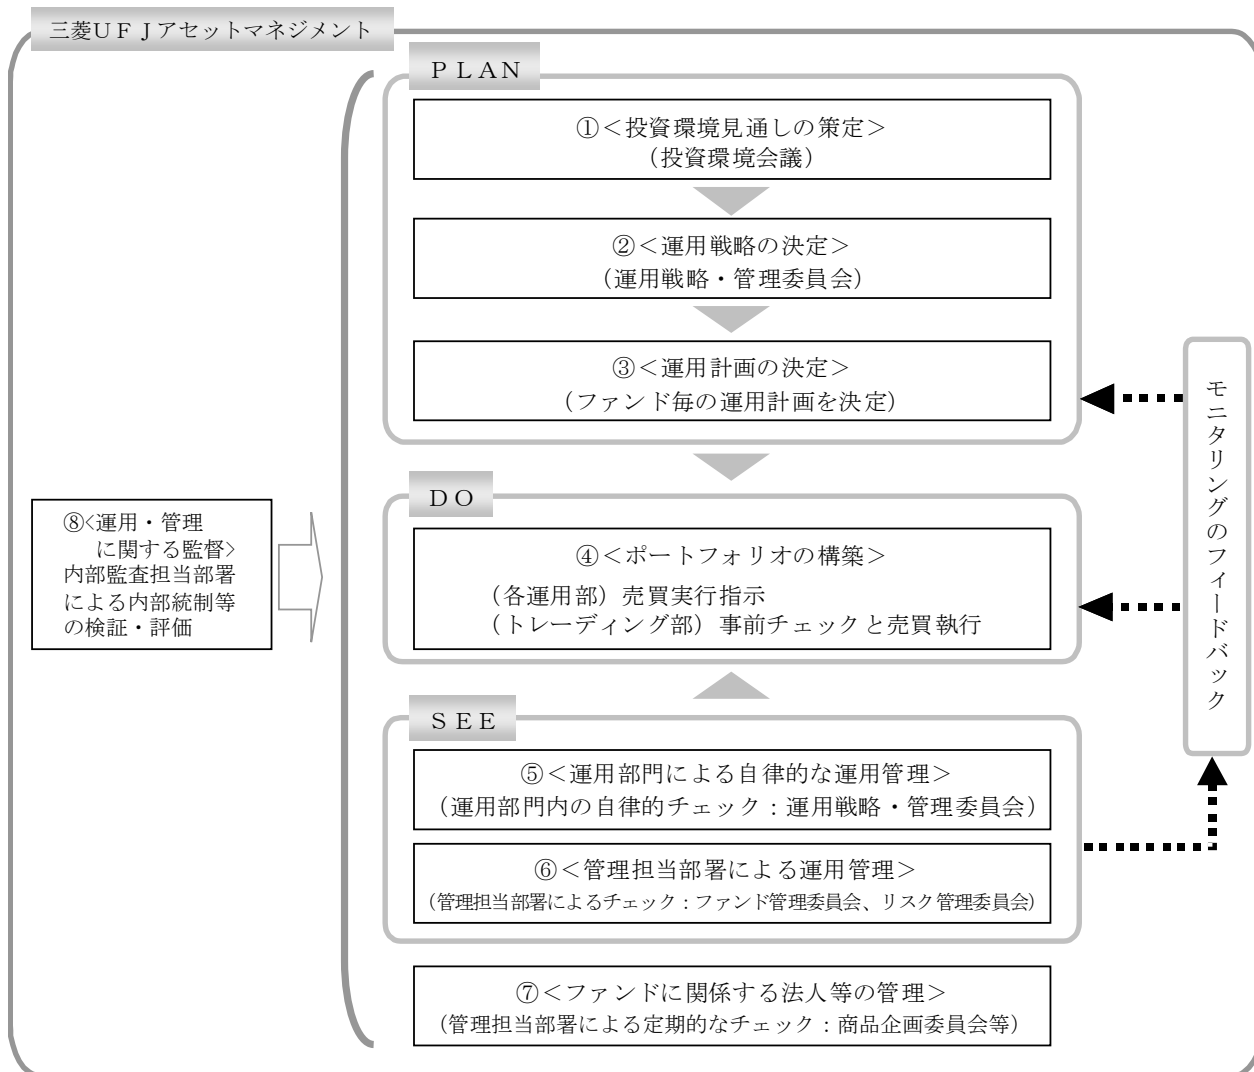 三菱ＵＦＪアセットマネジメント
ＰＬＡＮ
①＜投資環境見通しの策定＞
（投資環境会議）
②＜運用戦略の決定＞
（運用戦略・管理委員会）
③＜運用計画の決定＞
（ファンド毎の運用計画を決定）
ＤＯ
④＜ポートフォリオの構築＞
（各運用部）売買実行指示
（トレーディング部）事前チェックと売買執行
ＳＥＥ
⑤＜運用部門による自律的な運用管理＞
（運用部門内の自律的チェック：運用戦略・管理委員会）
⑥＜管理担当部署による運用管理＞
（管理担当部署によるチェック：ファンド管理委員会、リスク管理委員会）
⑦＜ファンドに関係する法人等の管理＞
（管理担当部署による定期的なチェック：商品企画委員会等）
⑧<運用・管理
に関する監督>
内部監査担当部署
による内部統制等
の検証・評価
モニタリングのフィードバック